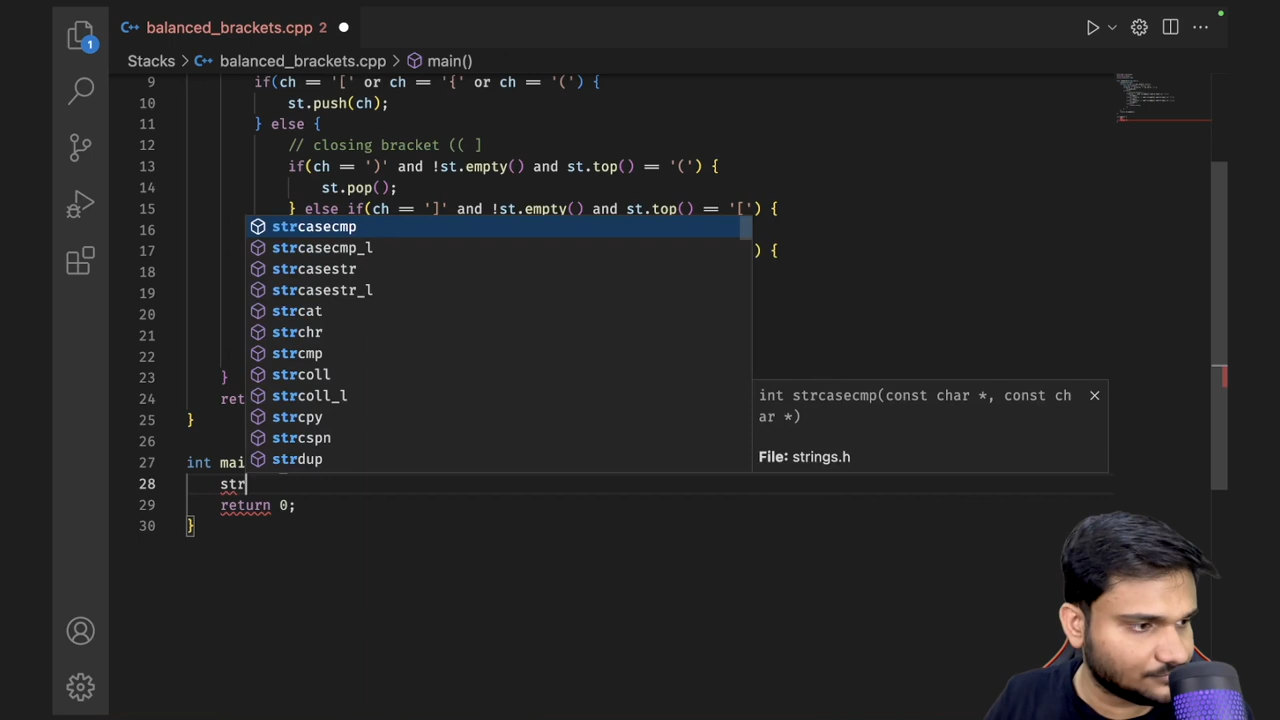 balanced_brackets.cpp 2
1
Stacks > balanced_brackets.cpp > main()
9 if(ch == '[' or ch == '{' or ch == '(') {
10 st.push(ch);
11 } else {
12 // closing bracket (( ]
13 if(ch == ')' and !st.empty() and st.top() == '(') {
14 st.pop();
15 } else if(ch == ']' and !st.empty() and st.top() == '[') {
16
17 ) {
18
19
20
21
22
23 }
24 ret
25 }
26
27 int mai
28 str
29 return 0;
30 }
strcasecmp
strcasecmp_l
strcasestr
strcasestr_l
strcat
strchr
strcmp
strcoll
strcoll_l
strcpy
strcspn
strdup
int strcasecmp(const char *, const ch
ar *)
File: strings.h